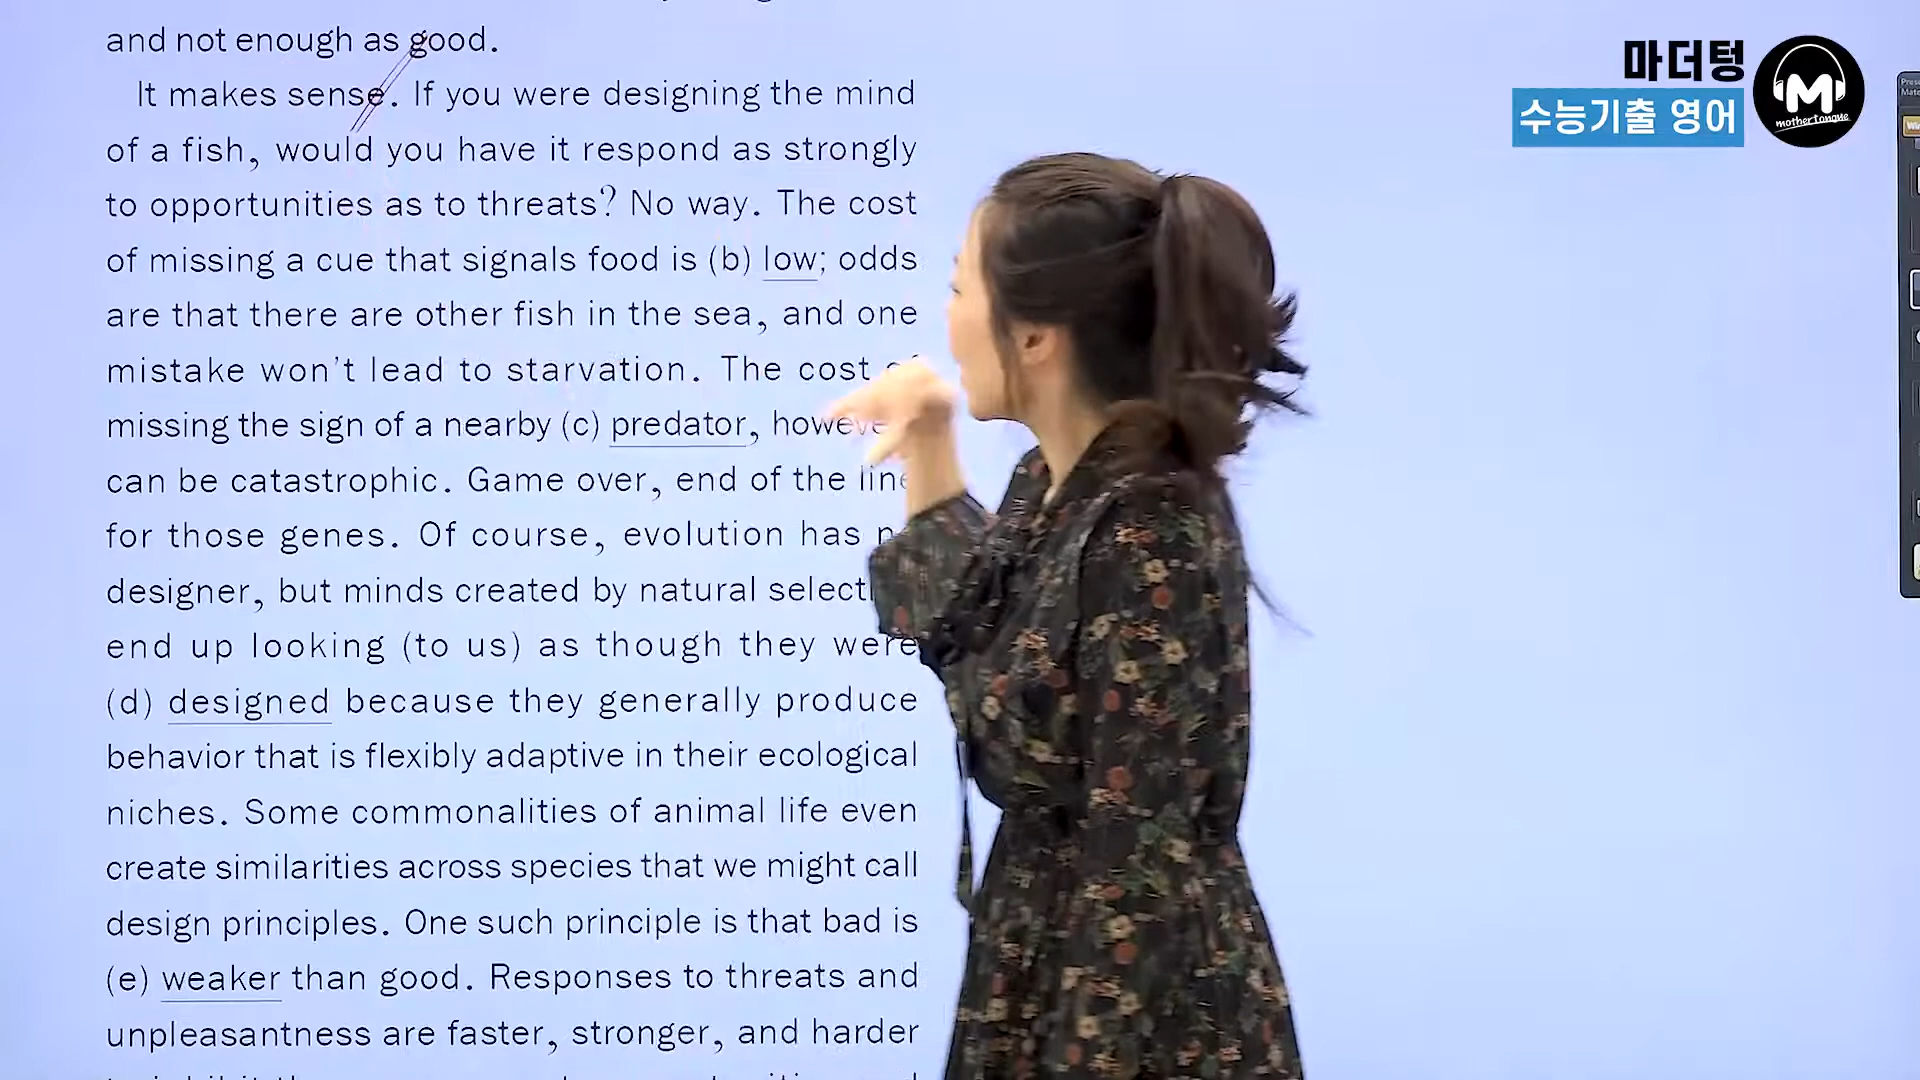 and not enough as good.
It makes sense. If you were designing the mind
of a fish, would you have it respond as strongly
to opportunities as to threats? No way. The cost
of missing a cue that signals food is (b) low; odds
are that there are other fish in the sea, and one
mistake won't lead to starvation. The cost
missing the sign of a nearby (c) predator,
can be catastrophic. Game over, end of the
for those genes. Of course, evolution has
designer, but minds created by natural
end up looking (to us) as though they were
(d) designed because they generally produce
behavior that is flexibly adaptive in their ecological
niches. Some commonalities of animal life even
create similarities across species that we might call
design principles. One such principle is that bad is
(e) weaker than good. Responses to threats and
unpleasantness are faster, stronger, and harder
마더텅
수능기출 영어
M
mothertongue